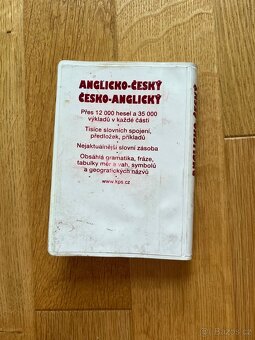 ANGLICKO-ČESKÝ
ČESKO-ANGLICKÝ
Přes 12 000 hesel a 35 000
výkladů v každé části
Tisíce slovních spojení,
předložek, příkladů
Nejaktuálnější slovní zásoba
Obsáhlá gramatika, fráze,
tabulky měr a vah, symbolů
a geografických názvů
www.kps.cz